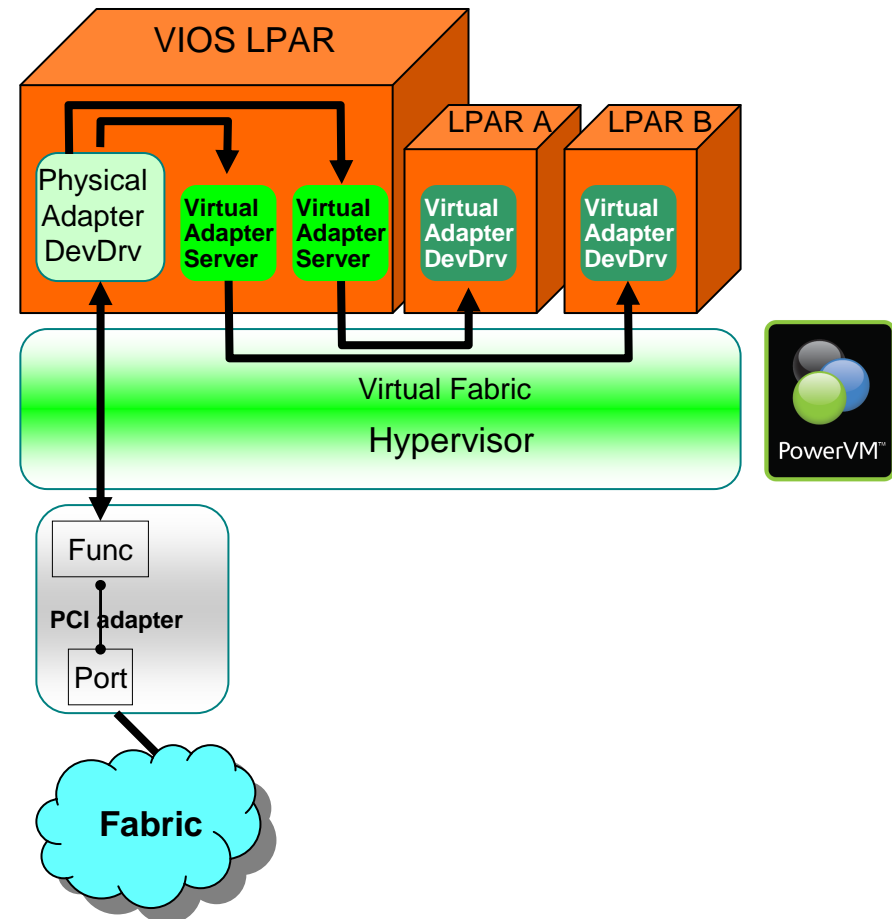 VIOS LPAR
LPAR A
LPAR B
Physical
Adapter
DevDrv
Virtual
Adapter
Server
Virtual
Adapter
Server
Virtual
Adapter
DevDrv
Virtual
Adapter
DevDrv
Virtual Fabric
Hypervisor
PowerVM™
Func
PCI adapter
Port
Fabric